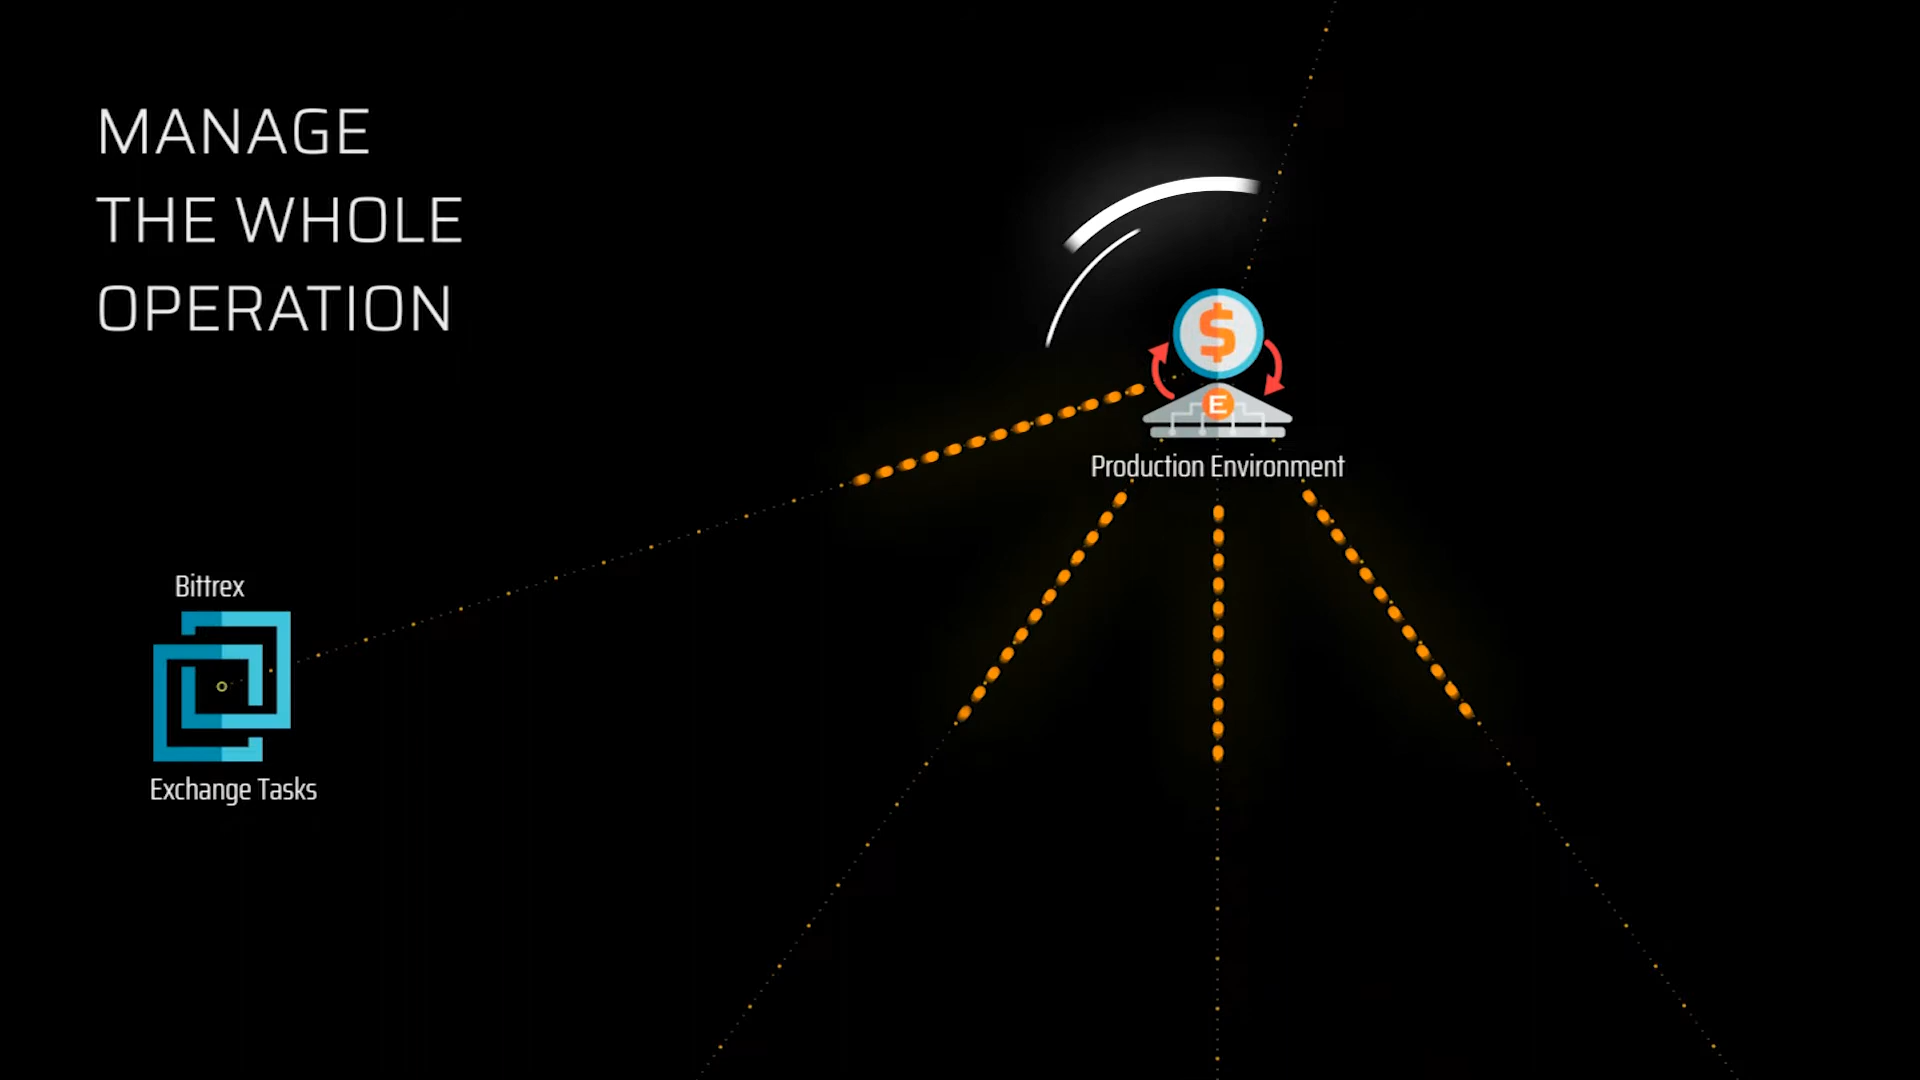 MANAGE
THE WHOLE
OPERATION
$
E
Production Environment
Bittrex
Exchange Tasks